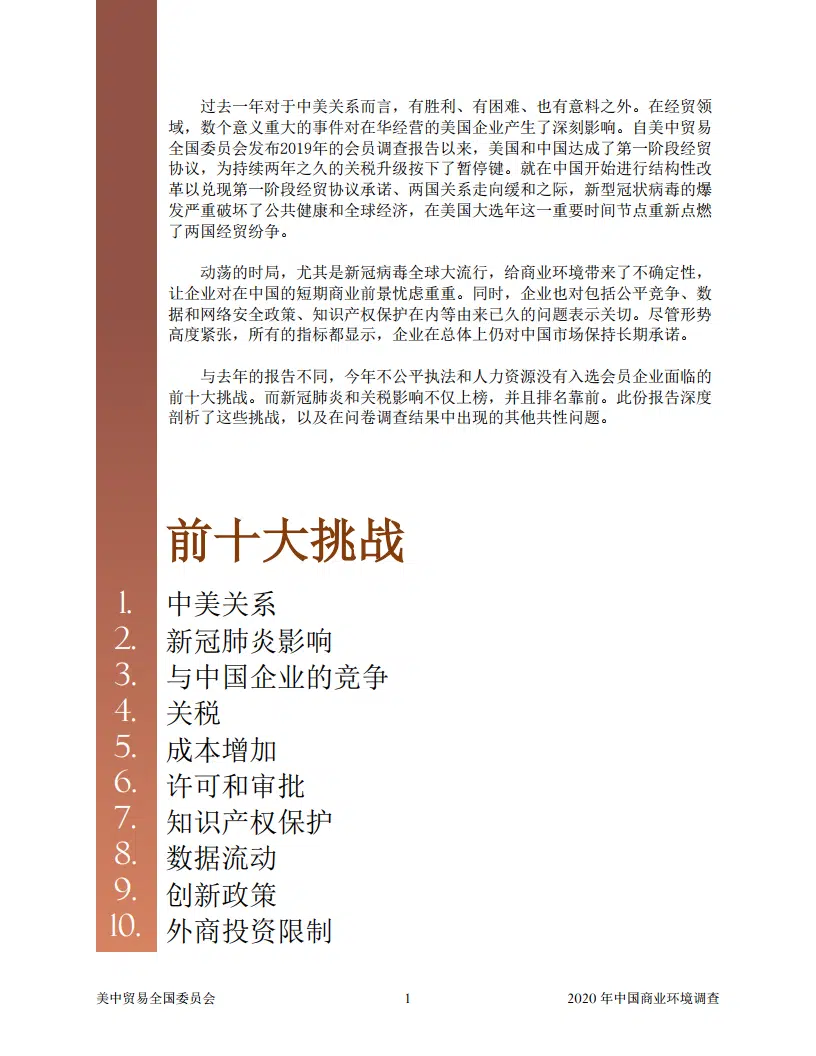 过去一年对于中美关系而言，有胜利、有困难、也有意料之外。在经贸领
域，数个意义重大的事件对在华经营的美国企业产生了深刻影响。自美中贸易
全国委员会发布2019年的会员调查报告以来，美国和中国达成了第一阶段经贸
协议，为持续两年之久的关税升级按下了暂停键。就在中国开始进行结构性改
革以兑现第一阶段经贸协议承诺、两国关系走向缓和之际，新型冠状病毒的爆
发严重破坏了公共健康和全球经济，在美国大选年这一重要时间节点重新点燃
了两国经贸纷争。
动荡的时局，尤其是新冠病毒全球大流行，给商业环境带来了不确定性，
让企业对在中国的短期商业前景忧虑重重。同时，企业也对包括公平竞争、数
据和网络安全政策、知识产权保护在内等由来已久的问题表示关切。尽管形势
高度紧张，所有的指标都显示，企业在总体上仍对中国市场保持长期承诺。
与去年的报告不同，今年不公平执法和人力资源没有入选会员企业面临的
前十大挑战。而新冠肺炎和关税影响不仅上榜，并且排名靠前。此份报告深度
剖析了这些挑战，以及在问卷调查结果中出现的其他共性问题。
前十大挑战
1. 中美关系
2. 新冠肺炎影响
3. 与中国企业的竞争
4. 关税
5. 成本增加
6. 许可和审批
7. 知识产权保护
8. 数据流动
9. 创新政策
10. 外商投资限制
美中贸易全国委员会 1 2020 年中国商业环境调查